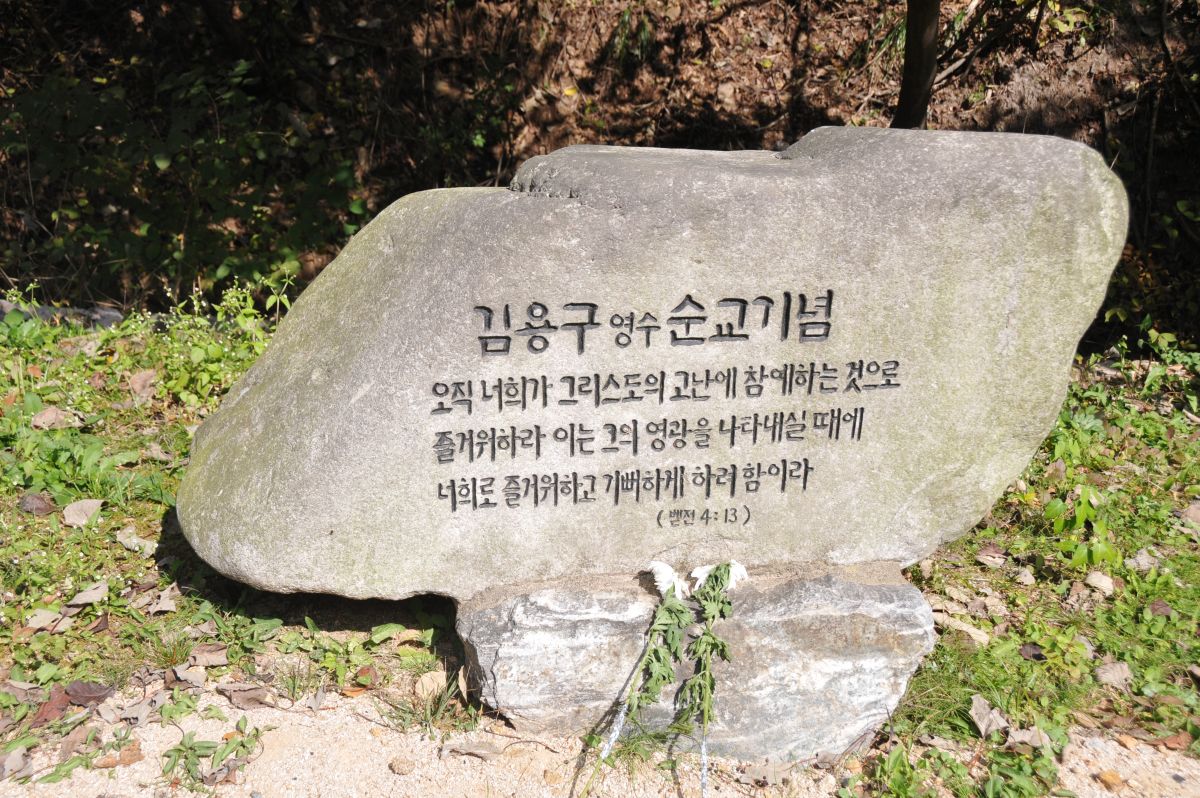 김용구 영수 순교기념
오직 너희가 그리스도의 고난에 참예하는 것으로
즐거워하라 이는 그의 영광을 나타내실 때에
너희로 즐거워하고 기뻐하게 하려 함이라
(벧전 4:13)